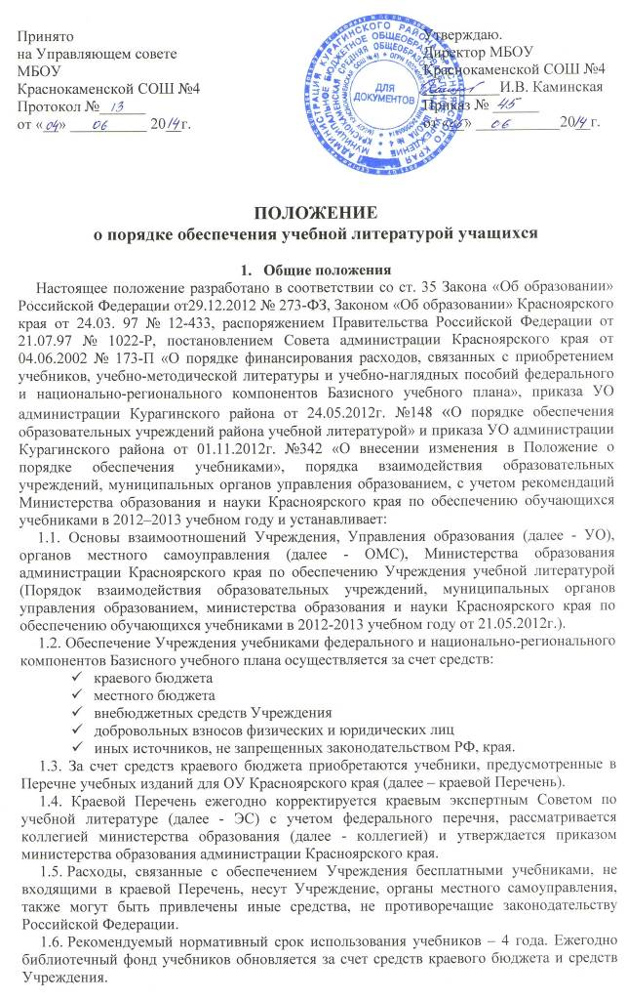 Принято
на Управляющем совете
МБОУ
Краснокаменской СОШ №4
Протокол № 13
от «04» 06 2014г.
Утверждаю.
Директор МБОУ
Краснокаменской СОШ №4
И.В. Каминская
Приказ № 45
от « » 06 2014г.
ДЛЯ
ДОКУМЕНТОВ
ПОЛОЖЕНИЕ
о порядке обеспечения учебной литературой учащихся
1. Общие положения
Настоящее положение разработано в соответствии со ст. 35 Закона «Об образовании»
Российской Федерации от29.12.2012 № 273-ФЗ, Законом «Об образовании» Красноярского
края от 24.03. 97 № 12-433, распоряжением Правительства Российской Федерации от
21.07.97 № 1022-Р, постановлением Совета администрации Красноярского края от
04.06.2002 № 173-П «О порядке финансирования расходов, связанных с приобретением
учебников, учебно-методической литературы и учебно-наглядных пособий федерального
и национально-регионального компонентов Базисного учебного плана», приказа УО
администрации Курагинского района от 24.05.2012г. №148 «О порядке обеспечения
образовательных учреждений района учебной литературой» и приказа УО администрации
Курагинского района от 01.11.2012г. №342 «О внесении изменения в Положение о
порядке обеспечения учебниками», порядка взаимодействия образовательных
учреждений, муниципальных органов управления образованием, с учетом рекомендаций
Министерства образования и науки Красноярского края по обеспечению обучающихся
учебниками в 2012–2013 учебном году и устанавливает:
1.1. Основы взаимоотношений Учреждения, Управления образования (далее - УО),
органов местного самоуправления (далее - ОМС), Министерства образования
администрации Красноярского края по обеспечению Учреждения учебной литературой
(Порядок взаимодействия образовательных учреждений, муниципальных органов
управления образованием, министерства образования и науки Красноярского края по
обеспечению обучающихся учебниками в 2012-2013 учебном году от 21.05.2012г.).
1.2. Обеспечение Учреждения учебниками федерального и национально-регионального
компонентов Базисного учебного плана осуществляется за счет средств:
✓ краевого бюджета
✓ местного бюджета
✓ внебюджетных средств Учреждения
✓ добровольных взносов физических и юридических лиц
✓ иных источников, не запрещенных законодательством РФ, края.
1.3. За счет средств краевого бюджета приобретаются учебники, предусмотренные в
Перечне учебных изданий для ОУ Красноярского края (далее – краевой Перечень).
1.4. Краевой Перечень ежегодно корректируется краевым экспертным Советом по
учебной литературе (далее - ЭС) с учетом федерального перечня, рассматривается
коллегией министерства образования (далее - коллегией) и утверждается приказом
министерства образования администрации Красноярского края.
1.5. Расходы, связанные с обеспечением Учреждения бесплатными учебниками, не
входящими в краевой Перечень, несут Учреждение, органы местного самоуправления,
также могут быть привлечены иные средства, не противоречащие законодательству
Российской Федерации.
1.6. Рекомендуемый нормативный срок использования учебников – 4 года. Ежегодно
библиотечный фонд учебников обновляется за счет средств краевого бюджета и средств
Учреждения.